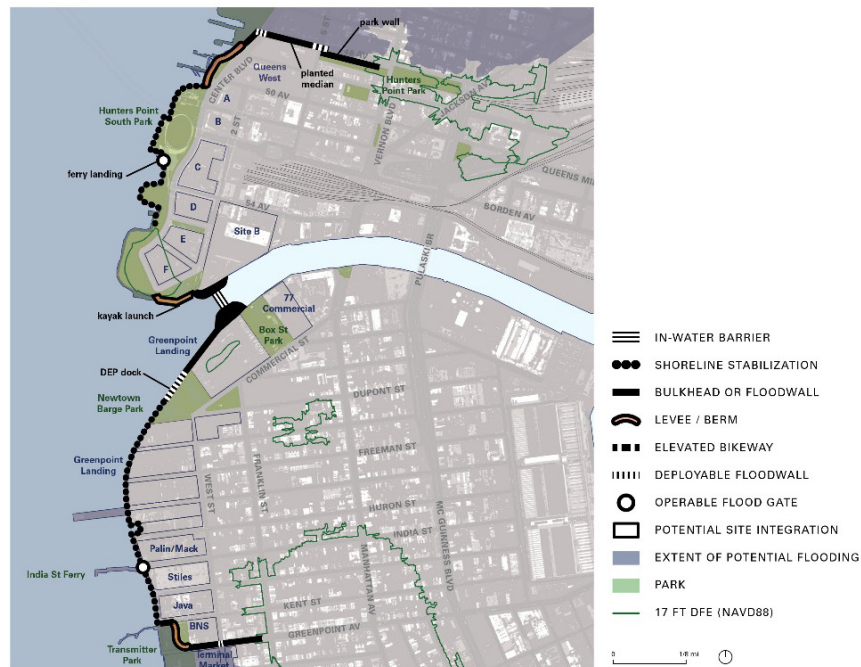 park wall
5 ST
CENTER BLVD
Queens
West
planted
median
Hunters
Point Park
A
50 AV
JACKSON AV
Hunters Point
South Park
B
2 ST
VERNON BLVD
ferry landing
C
QUEENS MI
D
54 AV
BORDEN AV
E
Site B
F
PULASKI BR
kayak launch
77
Commercial
Greenpoint
Landing
Box St
Park
COMMERCIAL ST
DEP dock
Newtown
Barge Park
DUPONT ST
Greenpoint
Landing
FREEMAN ST
WEST ST
FRANKLIN ST
HURON ST
MC GUINNESS BLVD
INDIA ST
Palin/Mack
MANHATTAN AV
India St Ferry
Stiles
Java
KENT ST
BNS
GREENPOINT AV
Transmitter
Park
Terminal
Market
IN-WATER BARRIER
SHORELINE STABILIZATION
BULKHEAD OR FLOODWALL
LEVEE / BERM
ELEVATED BIKEWAY
DEPLOYABLE FLOODWALL
OPERABLE FLOOD GATE
POTENTIAL SITE INTEGRATION
EXTENT OF POTENTIAL FLOODING
PARK
17 FT DFE (NAVD88)
0 1/8 mi